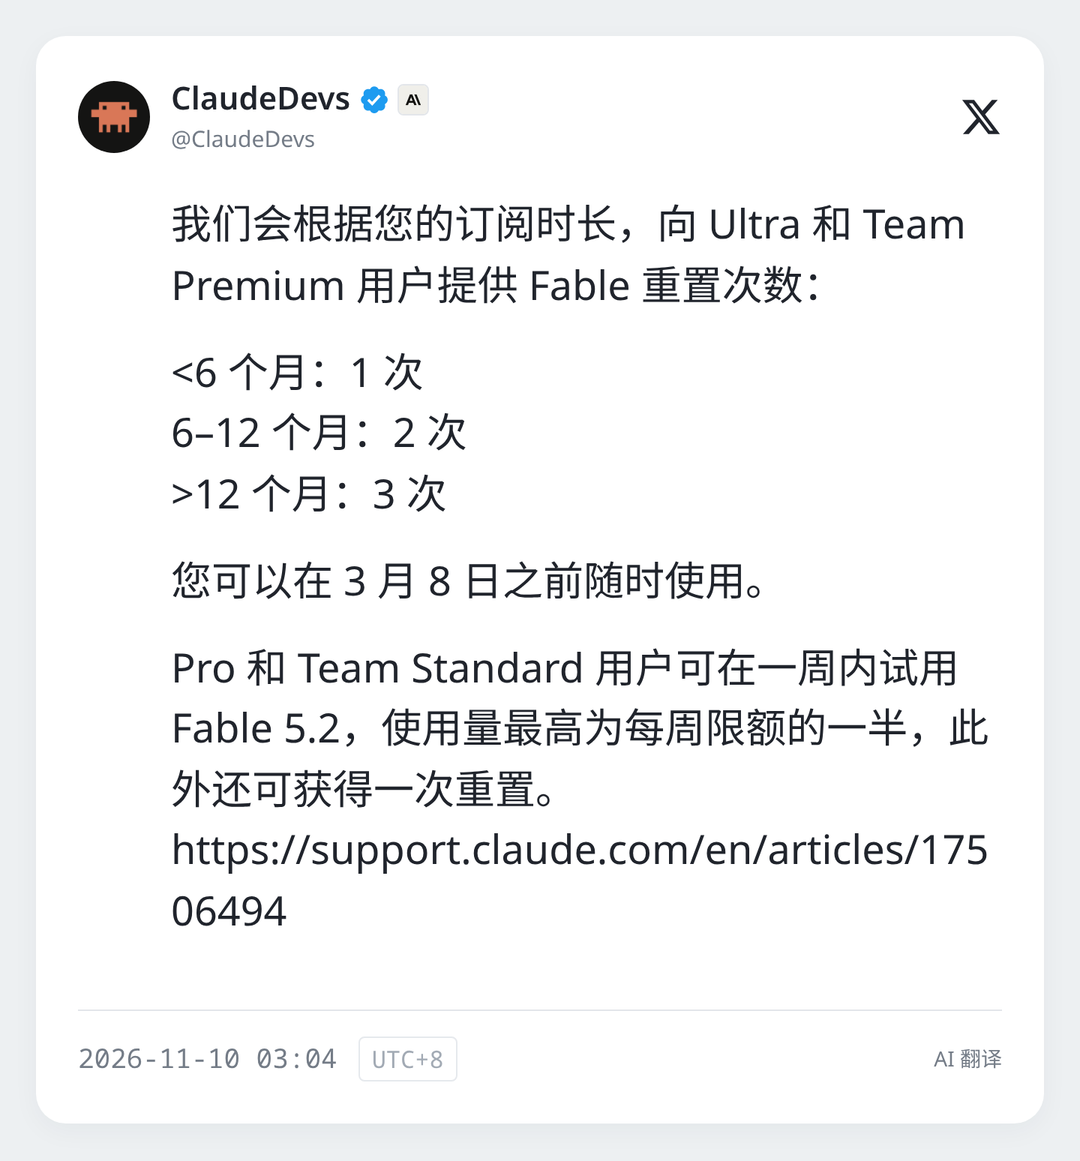 ClaudeDevs
@ClaudeDevs
我们会根据您的订阅时长，向 Ultra 和 Team
Premium 用户提供 Fable 重置次数：
<6 个月：1 次
6–12 个月：2 次
>12 个月：3 次
您可以在 3 月 8 日之前随时使用。
Pro 和 Team Standard 用户可在一周内试用
Fable 5.2，使用量最高为每周限额的一半，此
外还可获得一次重置。
https://support.claude.com/en/articles/175
06494
2026-11-10 03:04 UTC+8
AI 翻译